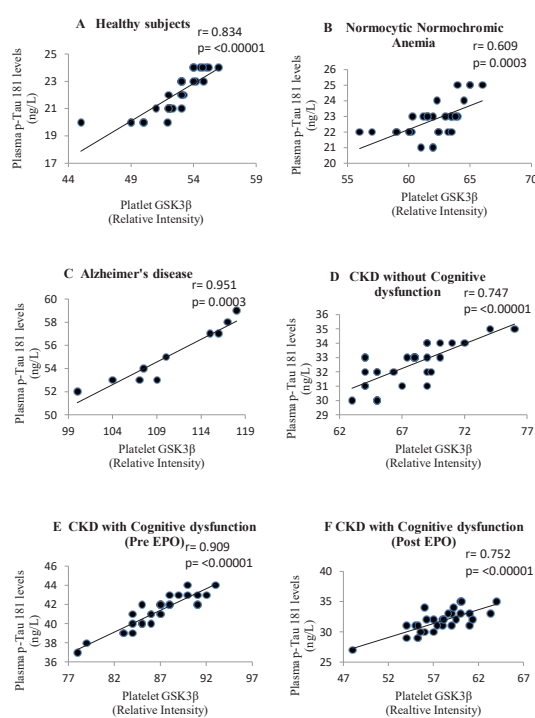 A Healthy subjects
r= 0.834
p= <0.00001
Plasma p-Tau 181 levels
(ng/L)
25
23
21
19
17
44
49
54
59
Platlet GSK3β
(Relative Intensity)
B Normocytic Normochromic
Anemia
r= 0.609
p= 0.0003
Plasma p-Tau 181 levels
(ng/L)
26
25
24
23
22
21
20
55
60
65
70
Platelet GSK3β
(Relative Intensity)
C Alzheimer's disease
r= 0.951
p= 0.0003
Plasma p-Tau 181 levels
(ng/L)
60
58
56
54
52
50
99
104
109
114
119
Platelet GSK3β
(Relative Intensity)
D CKD without Cognitive
dysfunction
r= 0.747
p= <0.00001
Plasma p-Tau 181 levels
(ng/L)
35
34
33
32
31
30
29
62
67
72
77
Platelet GSK3β
(Relative Intensity)
E CKD with Cognitive dysfunction
(Pre EPO)
r= 0.909
p= <0.00001
Plasma p-Tau 181 levels
(ng/L)
46
44
42
40
38
36
77
82
87
92
97
Platelet GSK3β
(Relaltive Intensity)
F CKD with Cognitive dysfunction
(Post EPO)
r= 0.752
p= <0.00001
Plasma p-Tau 181 levels
(ng/L)
40
35
30
25
47
52
57
62
67
Platelet GSK3β
(Relative Intensity)